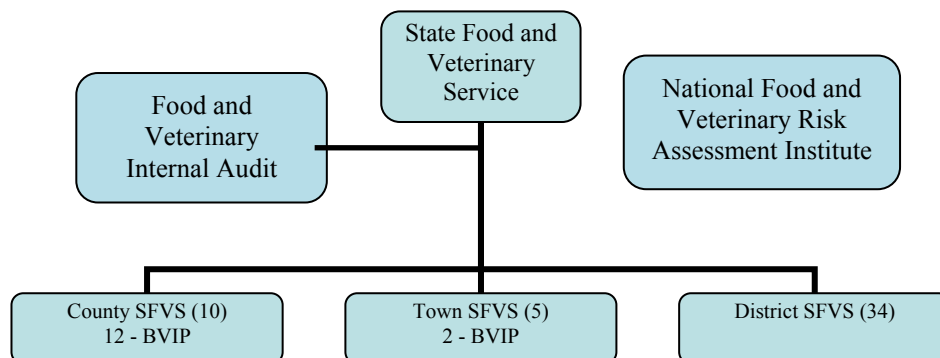 State Food and
Veterinary
Service
Food and
Veterinary
Internal Audit
National Food and
Veterinary Risk
Assessment Institute
County SFVS (10)
12 - BVIP
Town SFVS (5)
2 - BVIP
District SFVS (34)